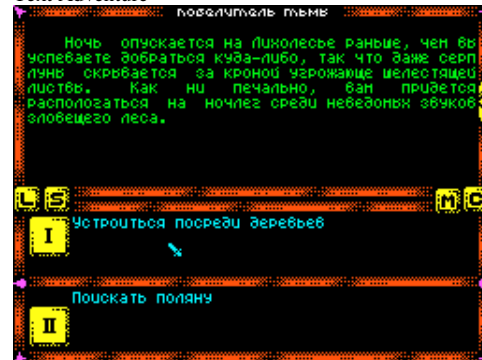 ПОВЕЛИТЕЛЬ ТЬМЫ
Ночь опускается на Лихолесье раньше, чем вы
успеваете добраться куда-либо, так что даже серп
луны скрывается за кроной угрожающе шелестящей
листвы. Как ни печально, вам придется
располагаться на ночлег среди неведомых звуков
зловещего леса.
L S M C
I Устроиться посреди деревьев
Поискать поляну
II